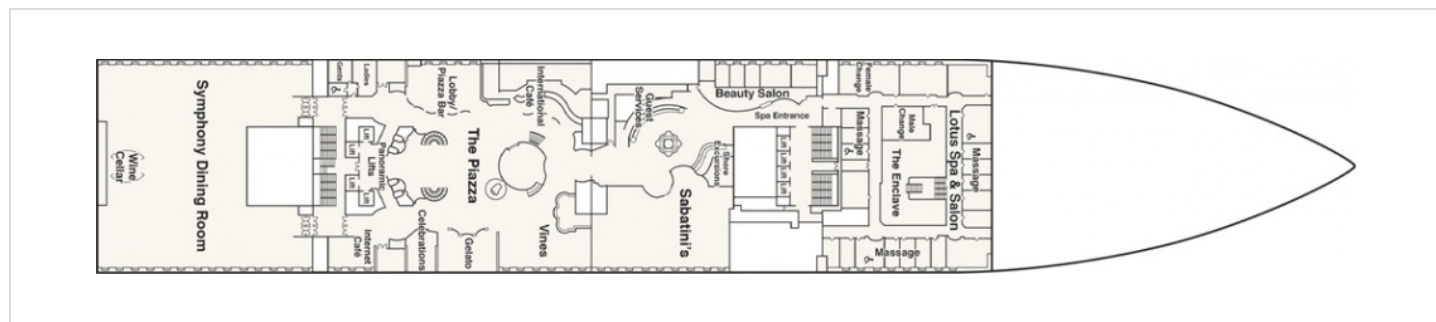 Symphony Dining Room
Wine
Cellar
Gents
Ladies
Lift
Lift
Lift
Lift
Panoramic
Lifts
Internet
Café
Lobby/
Piazza Bar
The Piazza
Celebrations
Gelato
International
Café
Vines
Guest
Services
Shore
Excursions
Sabatini's
Beauty Salon
Spa Entrance
Lift
Lift
Lift
Lift
Female
Change
Massage
Male
Change
The Enclave
Lotus Spa & Salon
Massage
Massage